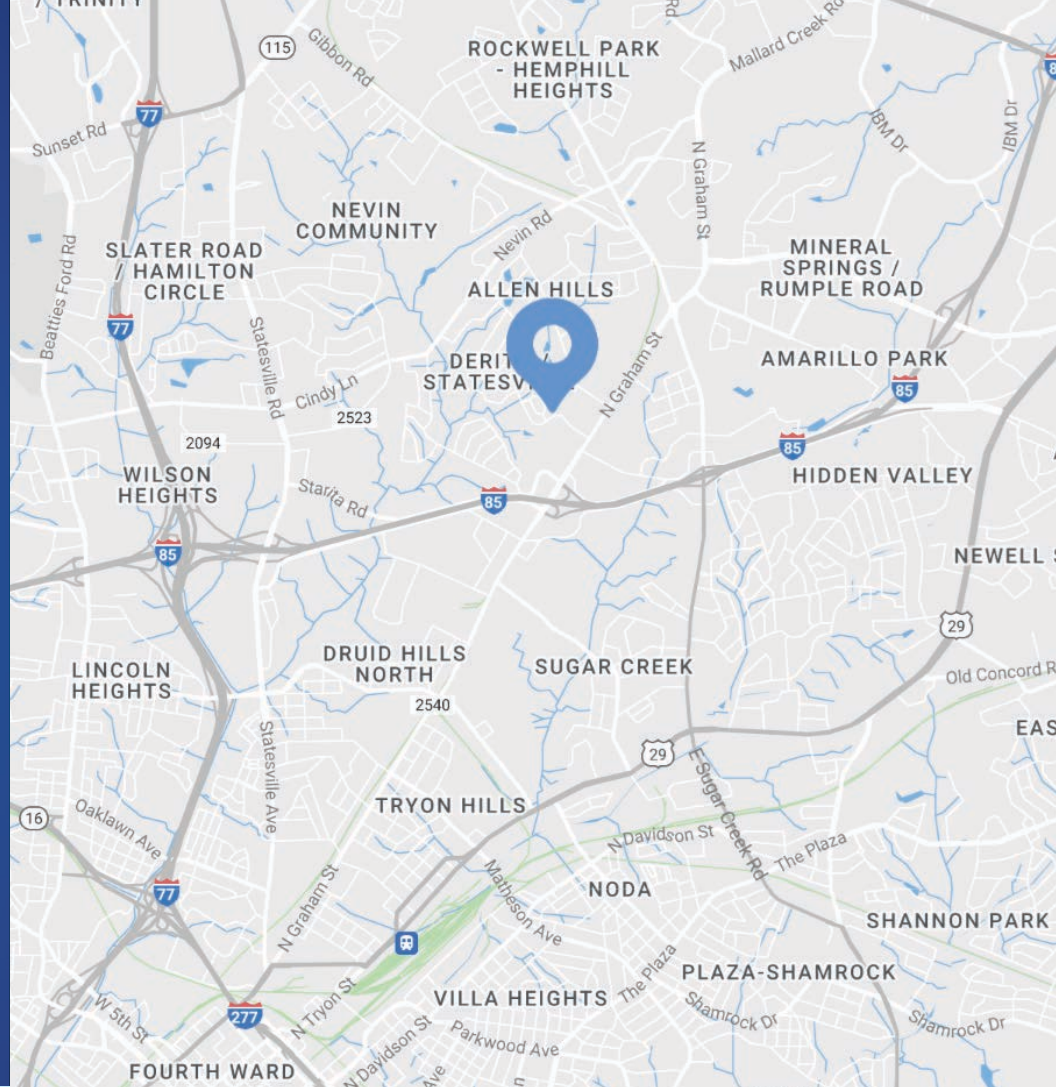 / TRINITY
115
Gibbon Rd
ROCKWELL PARK
- HEMPHILL
HEIGHTS
Mallard Creek Rd
Rd
77
Sunset Rd
IBM Dr
IBM Dr
N Graham St
NEVIN
COMMUNITY
Nevin Rd
SLATER ROAD
/ HAMILTON
CIRCLE
MINERAL
SPRINGS /
RUMPLE ROAD
Beatties Ford Rd
ALLEN HILLS
77
Statesville Rd
N Graham St
AMARILLO PARK
85
Cindy Ln
2523
2094
85
WILSON
HEIGHTS
HIDDEN VALLEY
Starita Rd
85
85
NEWELL S
29
LINCOLN
HEIGHTS
DRUID HILLS
NORTH
SUGAR CREEK
Old Concord R
2540
EAS
Statesville Ave
29
E Sugar Creek Rd
16
Oaklawn Ave
TRYON HILLS
N Davidson St
The Plaza
77
Matheson Ave
NODA
N Graham St
SHANNON PARK
The Plaza
PLAZA-SHAMROCK
VILLA HEIGHTS
N Tryon St
W 5th St
277
Shamrock Dr
Shamrock Dr
N Davidson St
Parkwood Ave
FOURTH WARD
Ave